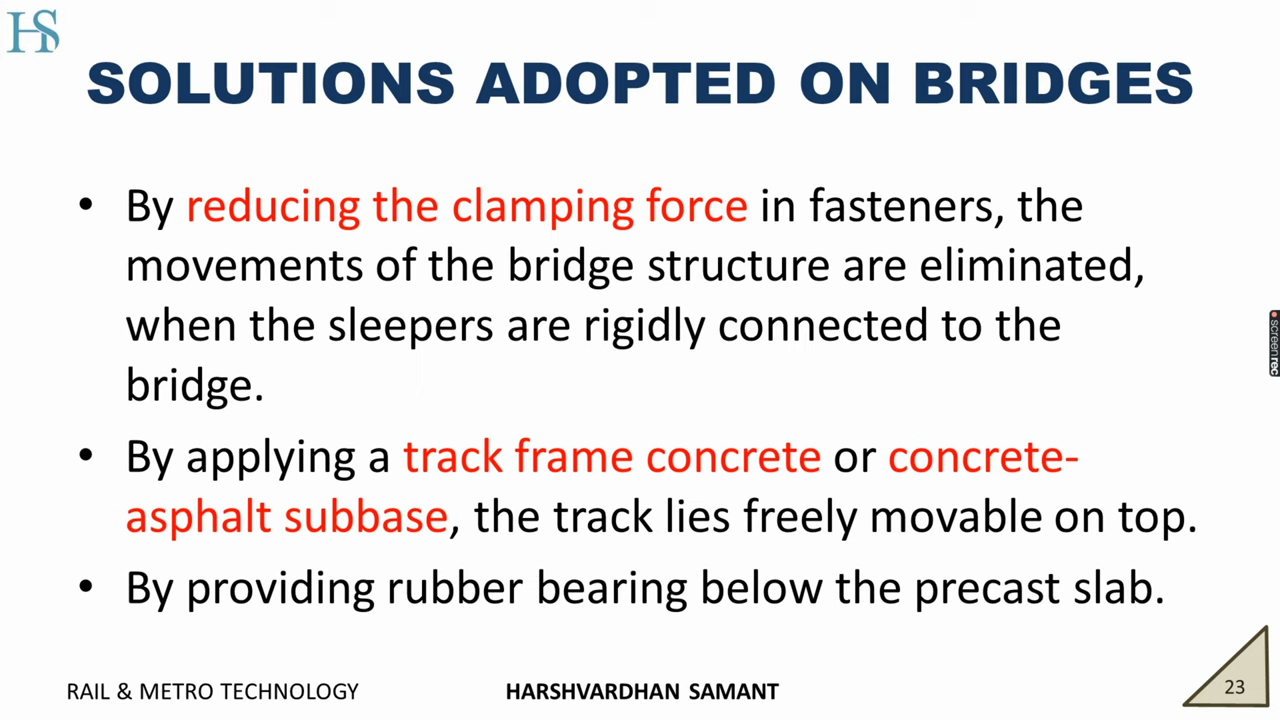 HS
SOLUTIONS ADOPTED ON BRIDGES
• By reducing the clamping force in fasteners, the
movements of the bridge structure are eliminated,
when the sleepers are rigidly connected to the
bridge.
• By applying a track frame concrete or concrete-
asphalt subbase, the track lies freely movable on top.
• By providing rubber bearing below the precast slab.
screenrec
RAIL & METRO TECHNOLOGY
HARSHVARDHAN SAMANT
23